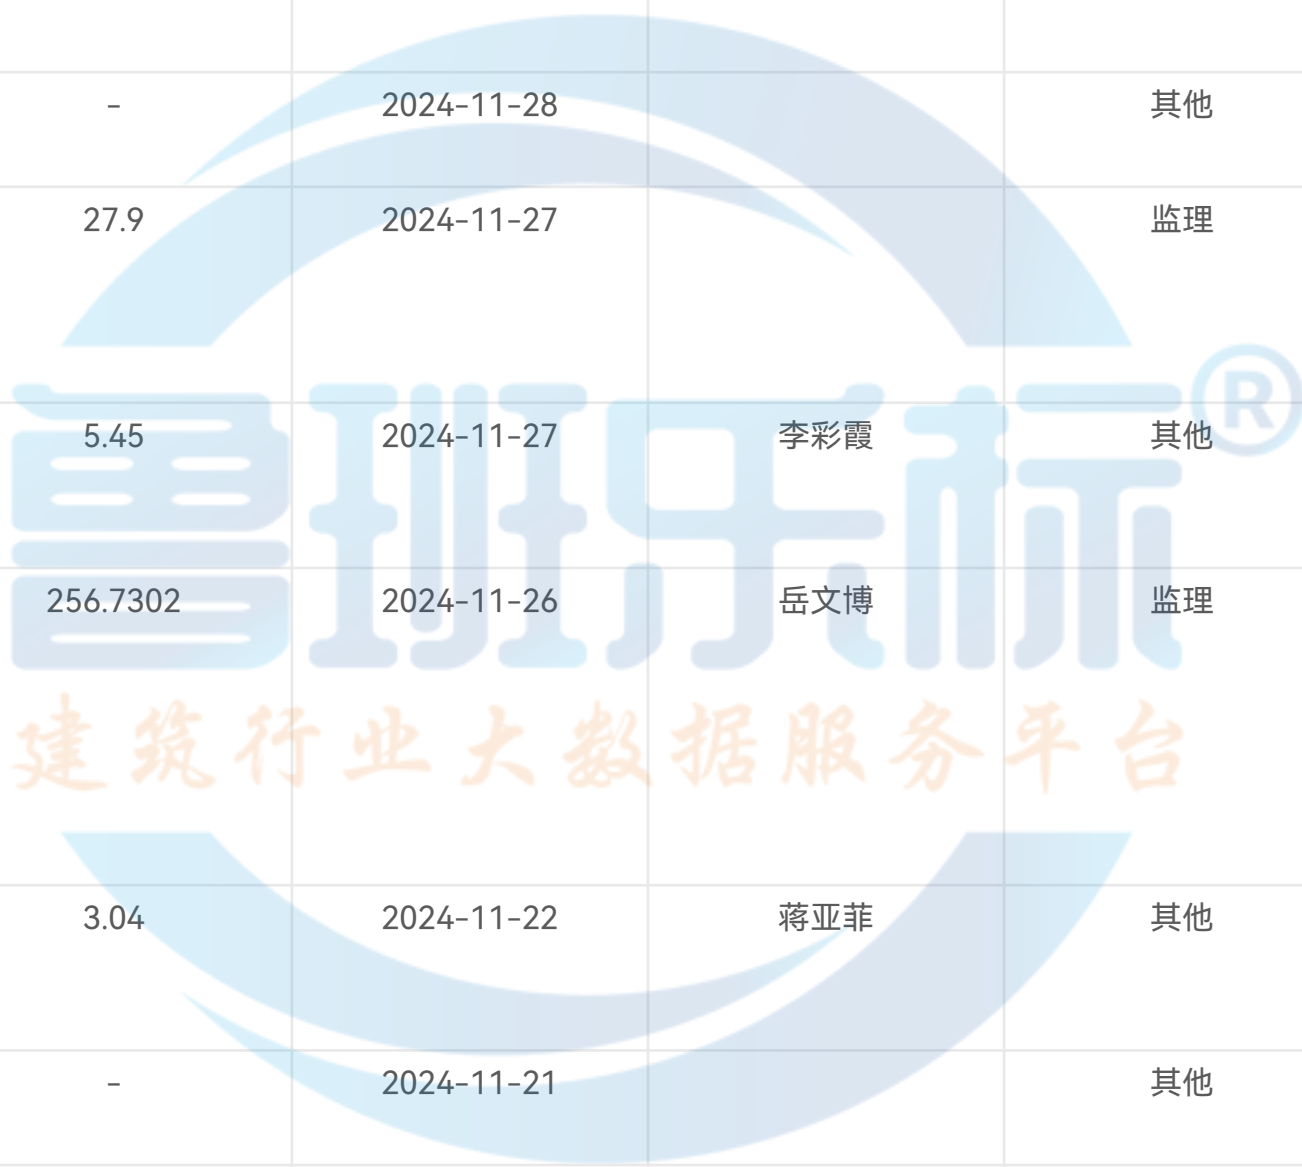 - 2024-11-28 其他
27.9 2024-11-27 监理
鲁班乐标®
5.45 2024-11-27 李彩霞 其他
256.7302 2024-11-26 岳文博 监理
建筑行业大数据服务平台
3.04 2024-11-22 蒋亚菲 其他
- 2024-11-21 其他